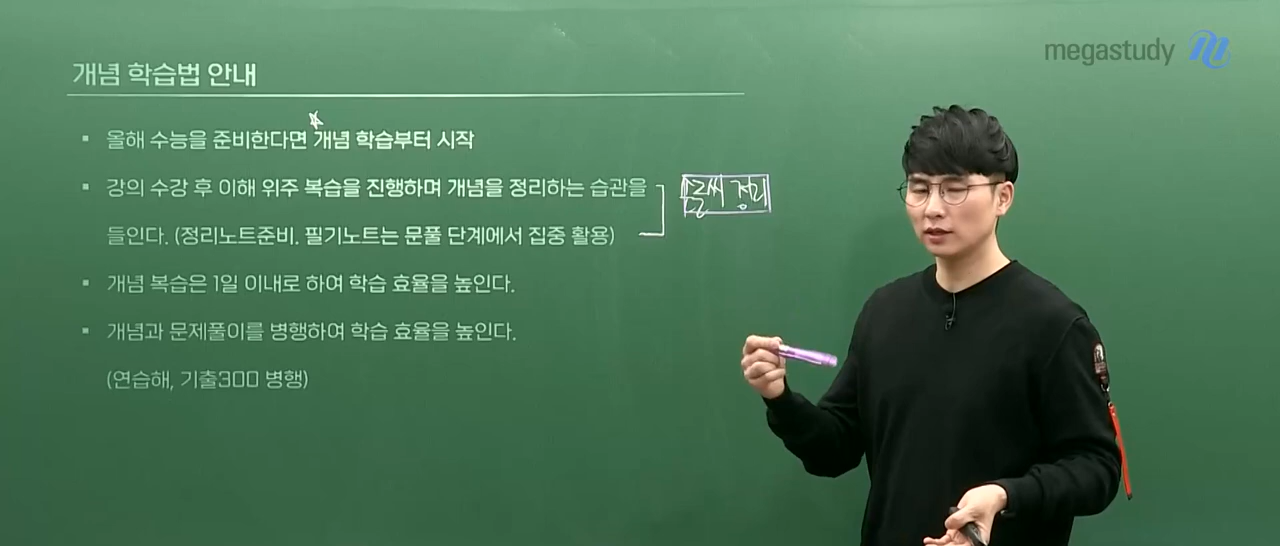 megastudy
개념 학습법 안내
올해 수능을 준비한다면 개념 학습부터 시작
강의 수강 후 이해 위주 복습을 진행하며 개념을 정리하는 습관을
들인다. (정리노트준비. 필기노트는 문풀 단계에서 집중 활용)
글씨 정리
개념 복습은 1일 이내로 하여 학습 효율을 높인다.
개념과 문제풀이를 병행하여 학습 효율을 높인다.
(연습해, 기출300 병행)